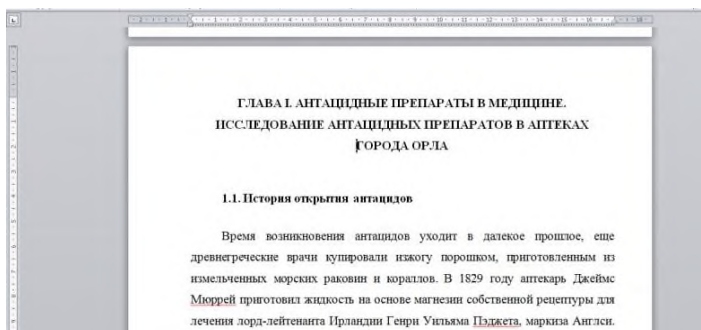 ГЛАВА I. АНТАЦИДНЫЕ ПРЕПАРАТЫ В МЕДИЦИНЕ.
ИССЛЕДОВАНИЕ АНТАЦИДНЫХ ПРЕПАРАТОВ В АПТЕКАХ
ГОРОДА ОРЛА
1.1. История открытия антацидов
Время возникновения антацидов уходит в далекое прошлое, еще
древнегреческие врачи купировали изжогу порошком, приготовленным из
измельченных морских раковин и кораллов. В 1829 году аптекарь Джеймс
Мюррей приготовил жидкость на основе магнезии собственной рецептуры для
лечения лорд-лейтенанта Ирландии Генри Уильяма Пэджета, маркиза Англси.